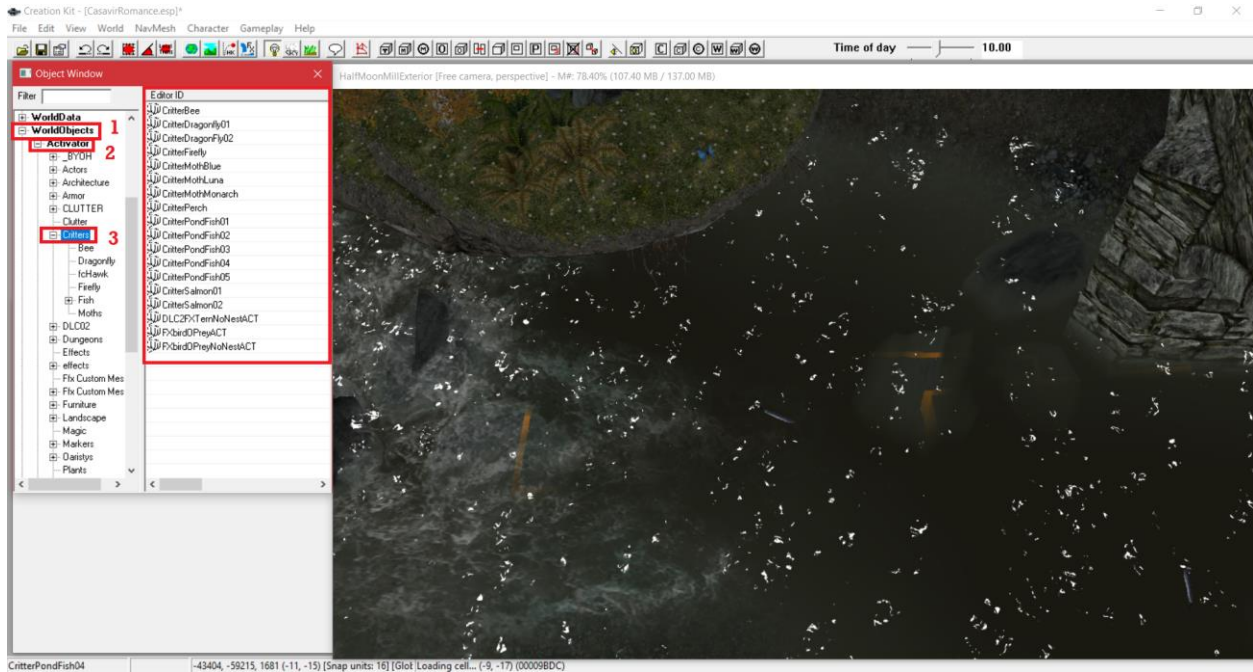 Creation Kit - [CasavirRomance.esp]*
File Edit View World NavMesh Character Gameplay Help
Time of day 10.00
Object Window
HalfMoonMillExterior [Free camera, perspective] - M#: 78.40% (107.40 MB / 137.00 MB)
Filter
Editor ID
WorldData
WorldObjects 1
Activator 2
_BYOH
Actors
Architecture
Armor
CLUTTER
Clutter
Critters 3
Bee
Dragonfly
fcHawk
Firefly
Fish
Moths
DLC02
Dungeons
Effects
effects
Ffx Custom Mes
Ffx Custom Mes
Furniture
Landscape
Magic
Markers
Oaristys
Plants
CritterBee
CritterDragonfly01
CritterDragonFly02
CritterFirefly
CritterMothBlue
CritterMothLuna
CritterMothMonarch
CritterPerch
CritterPondFish01
CritterPondFish02
CritterPondFish03
CritterPondFish04
CritterPondFish05
CritterSalmon01
CritterSalmon02
DLC2FXTernNoNestACT
FXbirdOPreyACT
FXbirdOPreyNoNestACT
CritterPondFish04
-43404, -59215, 1681 (-11, -15) [Snap units: 16] [Glot Loading cell... (-9, -17) (00009BDC)